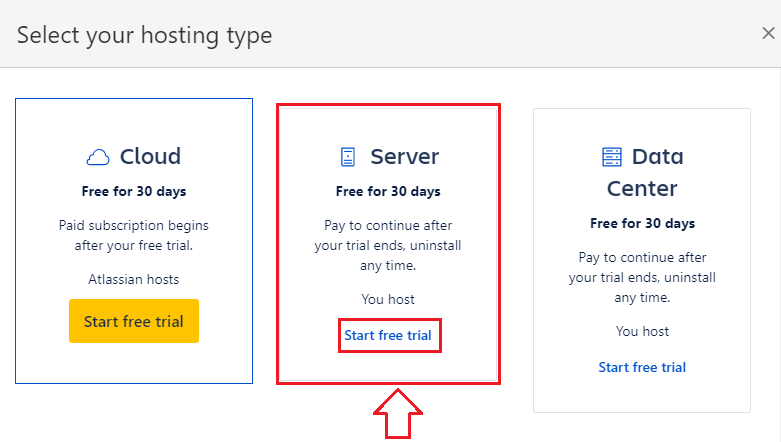 Select your hosting type
Cloud
Free for 30 days
Paid subscription begins
after your free trial.
Atlassian hosts
Start free trial
Server
Free for 30 days
Pay to continue after
your trial ends, uninstall
any time.
You host
Start free trial
Data
Center
Free for 30 days
Pay to continue after
your trial ends, uninstall
any time.
You host
Start free trial